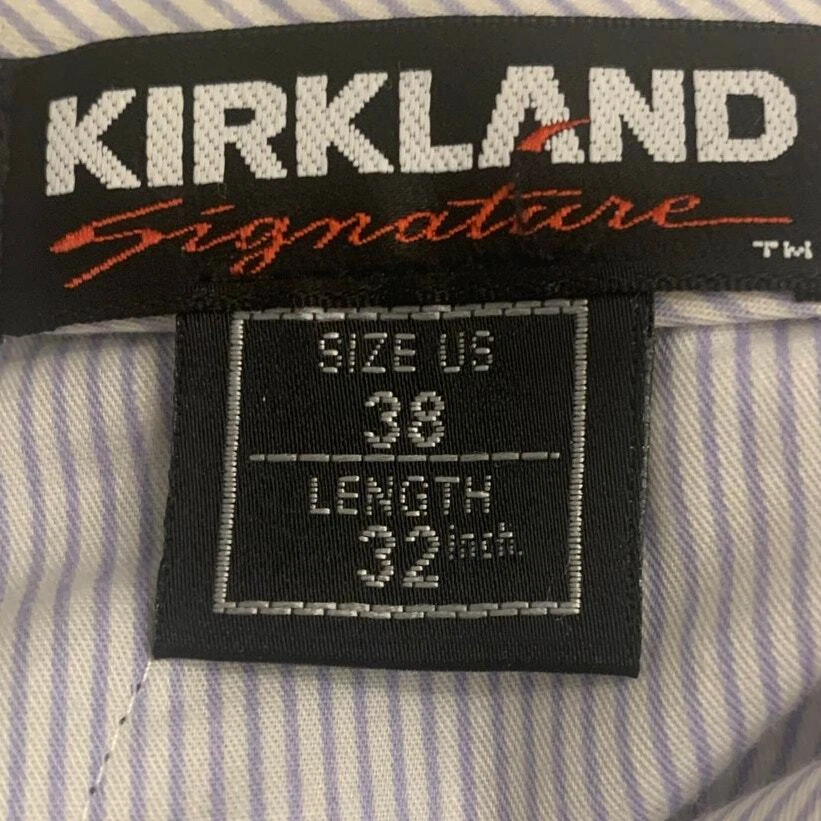 KIRKLAND
Signature
TM
SIZE US
38
LENGTH
32 inch.